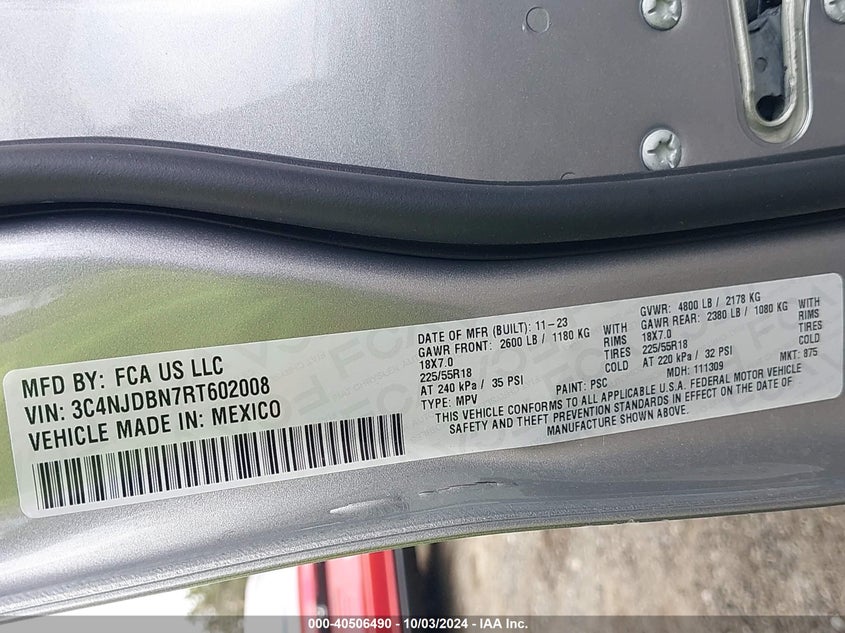 MFD BY: FCA US LLC
VIN: 3C4NJDBN7RT602008
VEHICLE MADE IN: MEXICO
DATE OF MFR (BUILT): 11-23
GAWR FRONT: 2600 LB / 1180 KG WITH
18X7.0 RIMS
225/55R18 TIRES
AT 240 kPa / 35 PSI COLD
TYPE: MPV
GVWR: 4800 LB / 2178 KG
GAWR REAR: 2380 LB / 1080 KG WITH
18X7.0 RIMS
225/55R18 TIRES
AT 220 kPa / 32 PSI COLD
PAINT: PSC MDH: 111309 MKT: 875
3C4 VEHICLE CONFORMS TO ALL APPLICABLE U.S.A. FEDERAL MOTOR VEHICLE
SAFETY AND THEFT PREVENTION STANDARDS IN EFFECT ON THE DATE OF
MANUFACTURE SHOWN ABOVE.
000-40506490 - 10/03/2024 - IAA Inc.